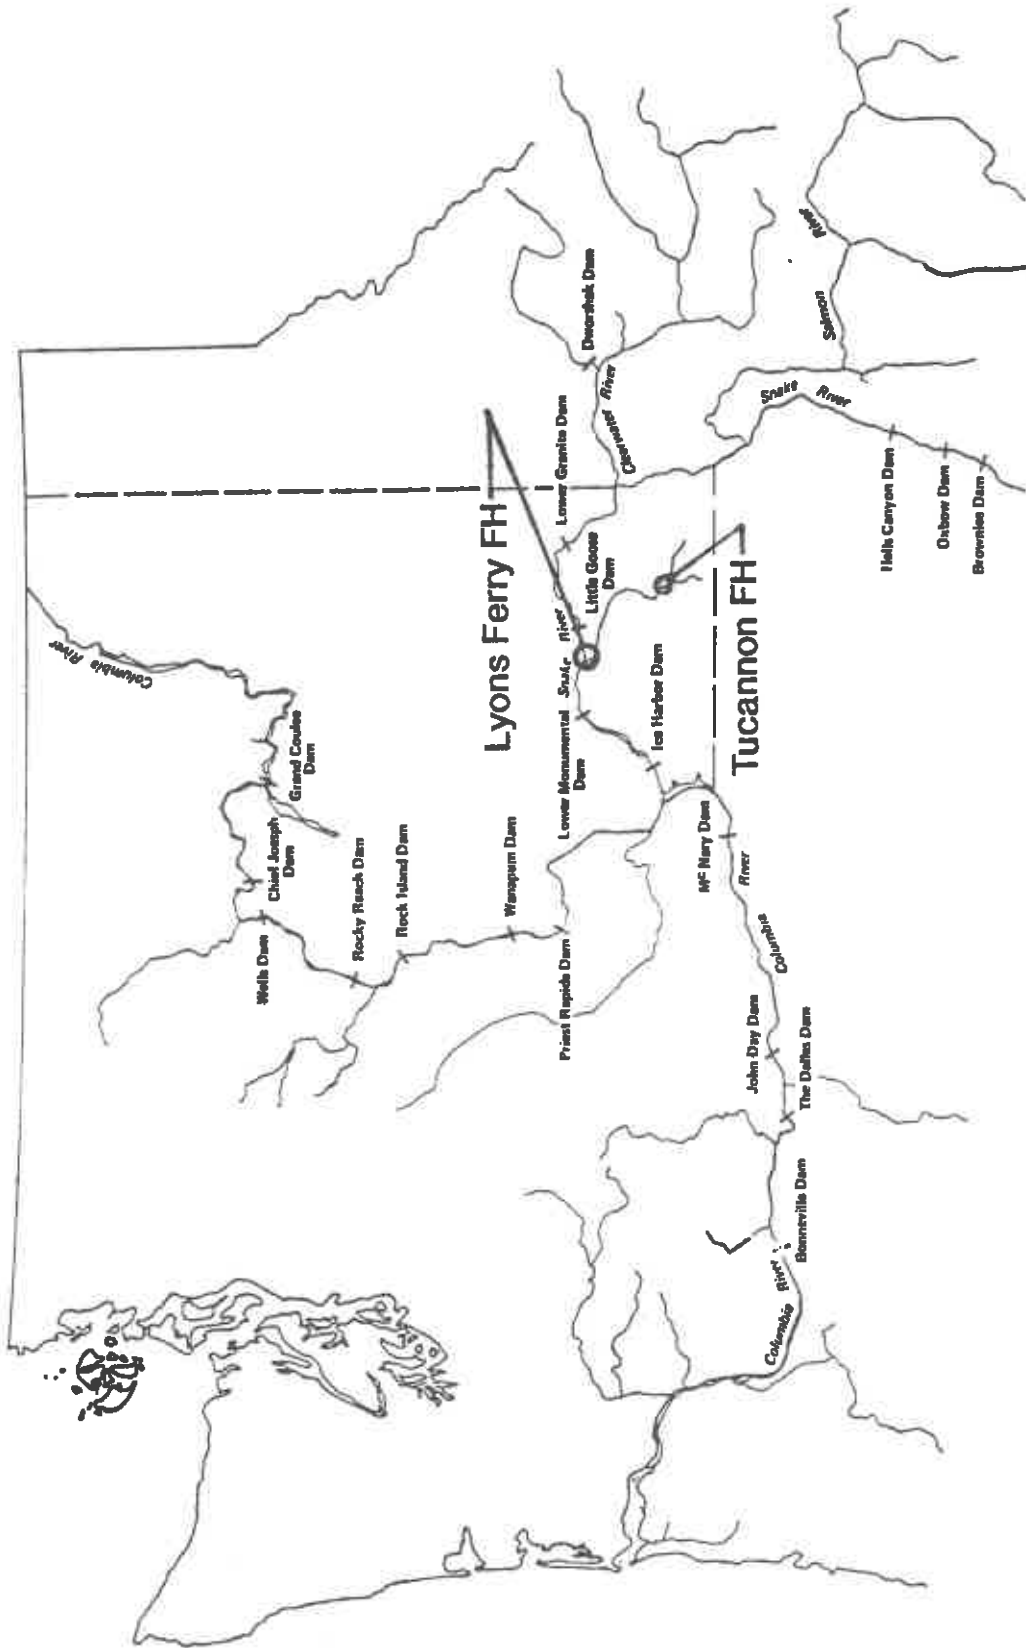 Columbia River
Grand Coulee
Dam
Chief Joseph
Dam
Wells Dam
Rocky Reach Dam
Rock Island Dam
Wanapum Dam
Priest Rapids Dam
Lyons Ferry FH
Lower Monumental
Dam
Snake River
Little Goose
Dam
Lower Granite Dam
Dworshak Dam
Clearwater River
Ice Harbor Dam
Tucannon FH
Mc Nary Dam
Columbia River
John Day Dam
The Dalles Dam
Bonneville Dam
Columbia River
Snake River
Salmon River
Hells Canyon Dam
Oxbow Dam
Brownlee Dam